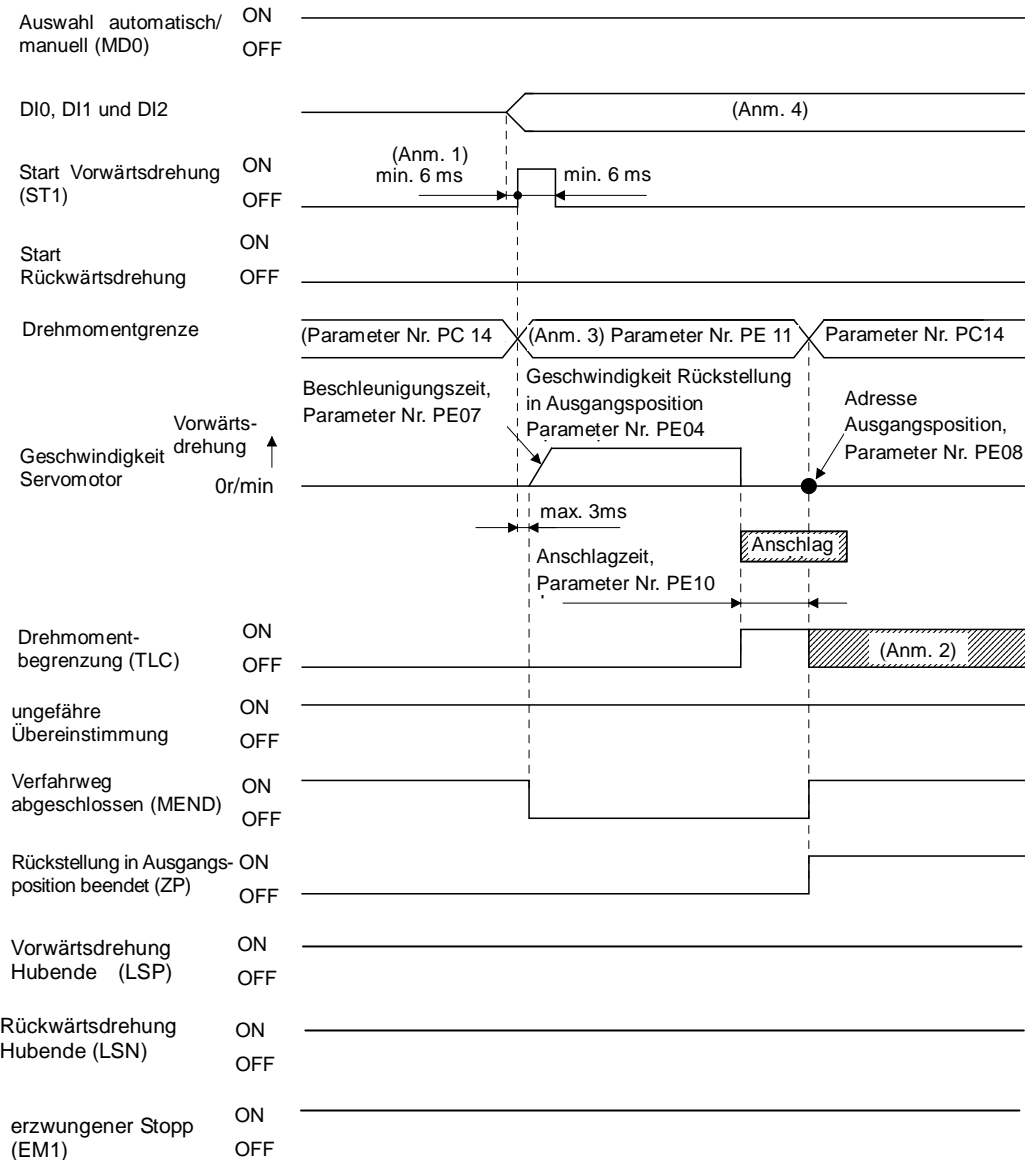 Auswahl automatisch/ ON
manuell (MD0) OFF
DI0, DI1 und DI2 (Anm. 4)
(Anm. 1)
Start Vorwärtsdrehung ON min. 6 ms min. 6 ms
(ST1) OFF
Start ON
Rückwärtsdrehung OFF
Drehmomentgrenze (Parameter Nr. PC 14 (Anm. 3) Parameter Nr. PE 11 Parameter Nr. PC14
Beschleunigungszeit,
Parameter Nr. PE07
Geschwindigkeit Rückstellung
in Ausgangsposition
Parameter Nr. PE04
Adresse
Ausgangsposition,
Parameter Nr. PE08
Vorwärts-
drehung
Geschwindigkeit
Servomotor
0r/min
max. 3ms
Anschlag
Anschlagzeit,
Parameter Nr. PE10
Drehmoment- ON
begrenzung (TLC) OFF (Anm. 2)
ungefähre ON
Übereinstimmung OFF
Verfahrweg ON
abgeschlossen (MEND) OFF
Rückstellung in Ausgangs- ON
position beendet (ZP) OFF
Vorwärtsdrehung ON
Hubende (LSP) OFF
Rückwärtsdrehung ON
Hubende (LSN) OFF
erzwungener Stopp ON
(EM1) OFF